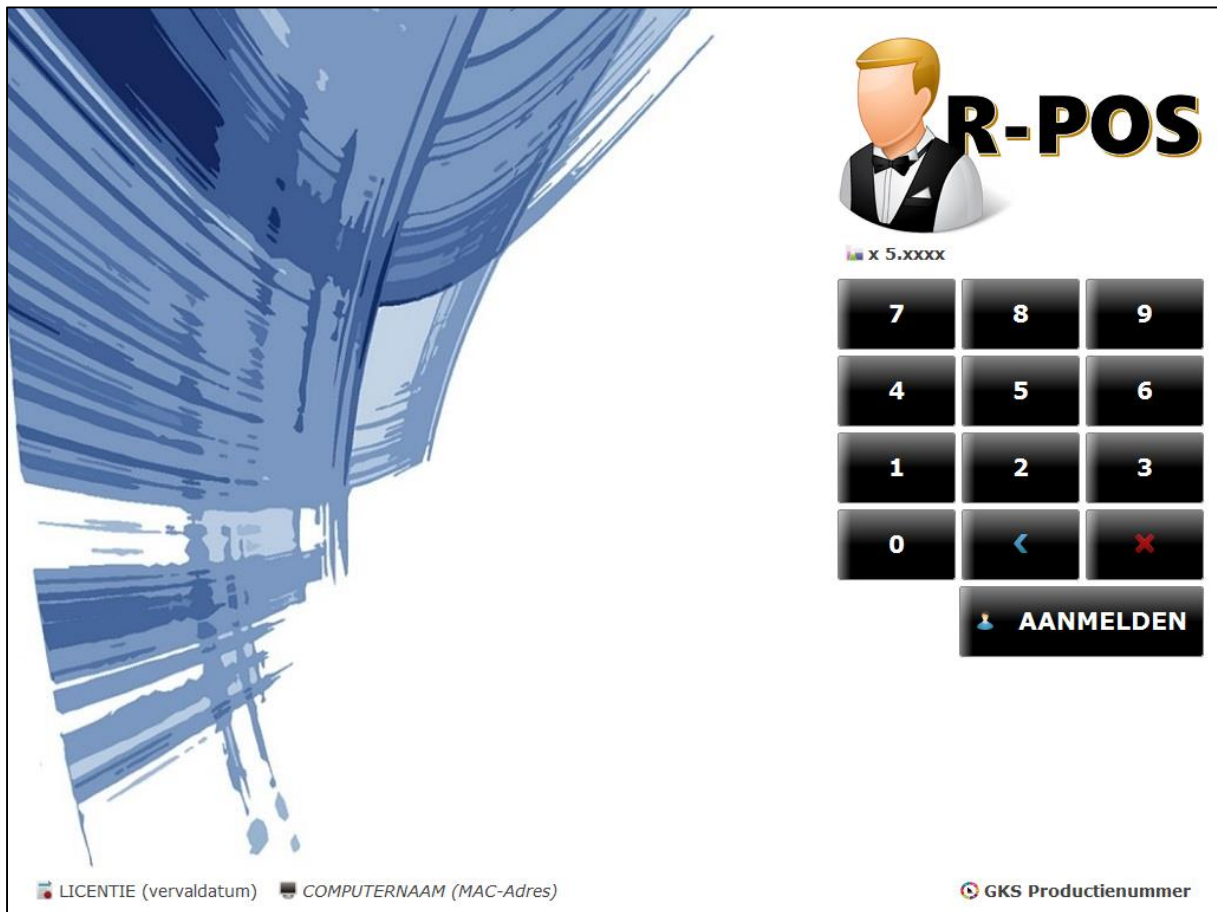 R-POS
x 5.xxxx
7 8 9
4 5 6
1 2 3
0
AANMELDEN
LICENTIE (vervaldatum) COMPUTERNAAM (MAC-Adres) GKS Productienummer